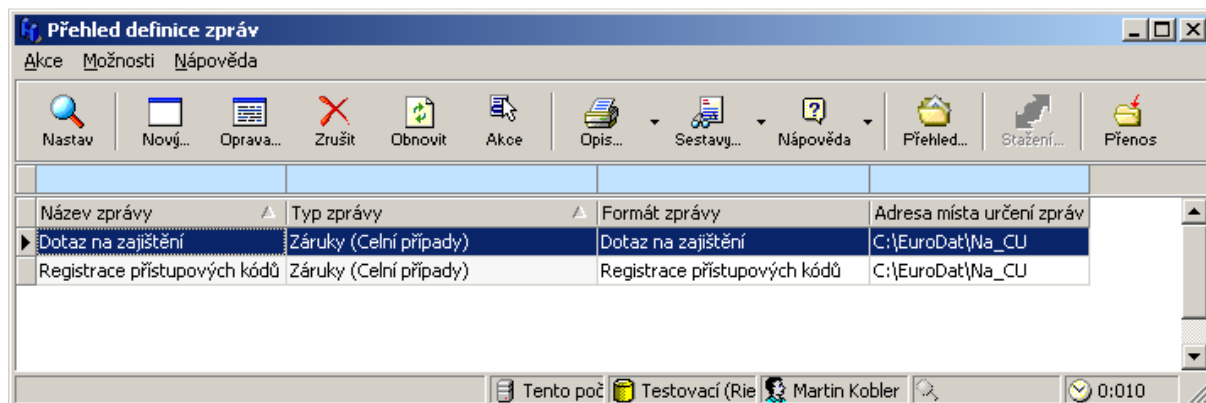 Přehled definice zpráv
Akce Možnosti Nápověda
Nastav Nový... Oprava... Zrušit Obnovit Akce Opis... Sestavy... Nápověda Přehled... Stažení... Přenos
Název zprávy Typ zprávy Formát zprávy Adresa místa určení zpráv
Dotaz na zajištění Záruky (Celní případy) Dotaz na zajištění C:\EuroDat\Na_CU
Registrace přístupových kódů Záruky (Celní případy) Registrace přístupových kódů C:\EuroDat\Na_CU
Tento poč Testovací (Rie Martin Kobler 0:010